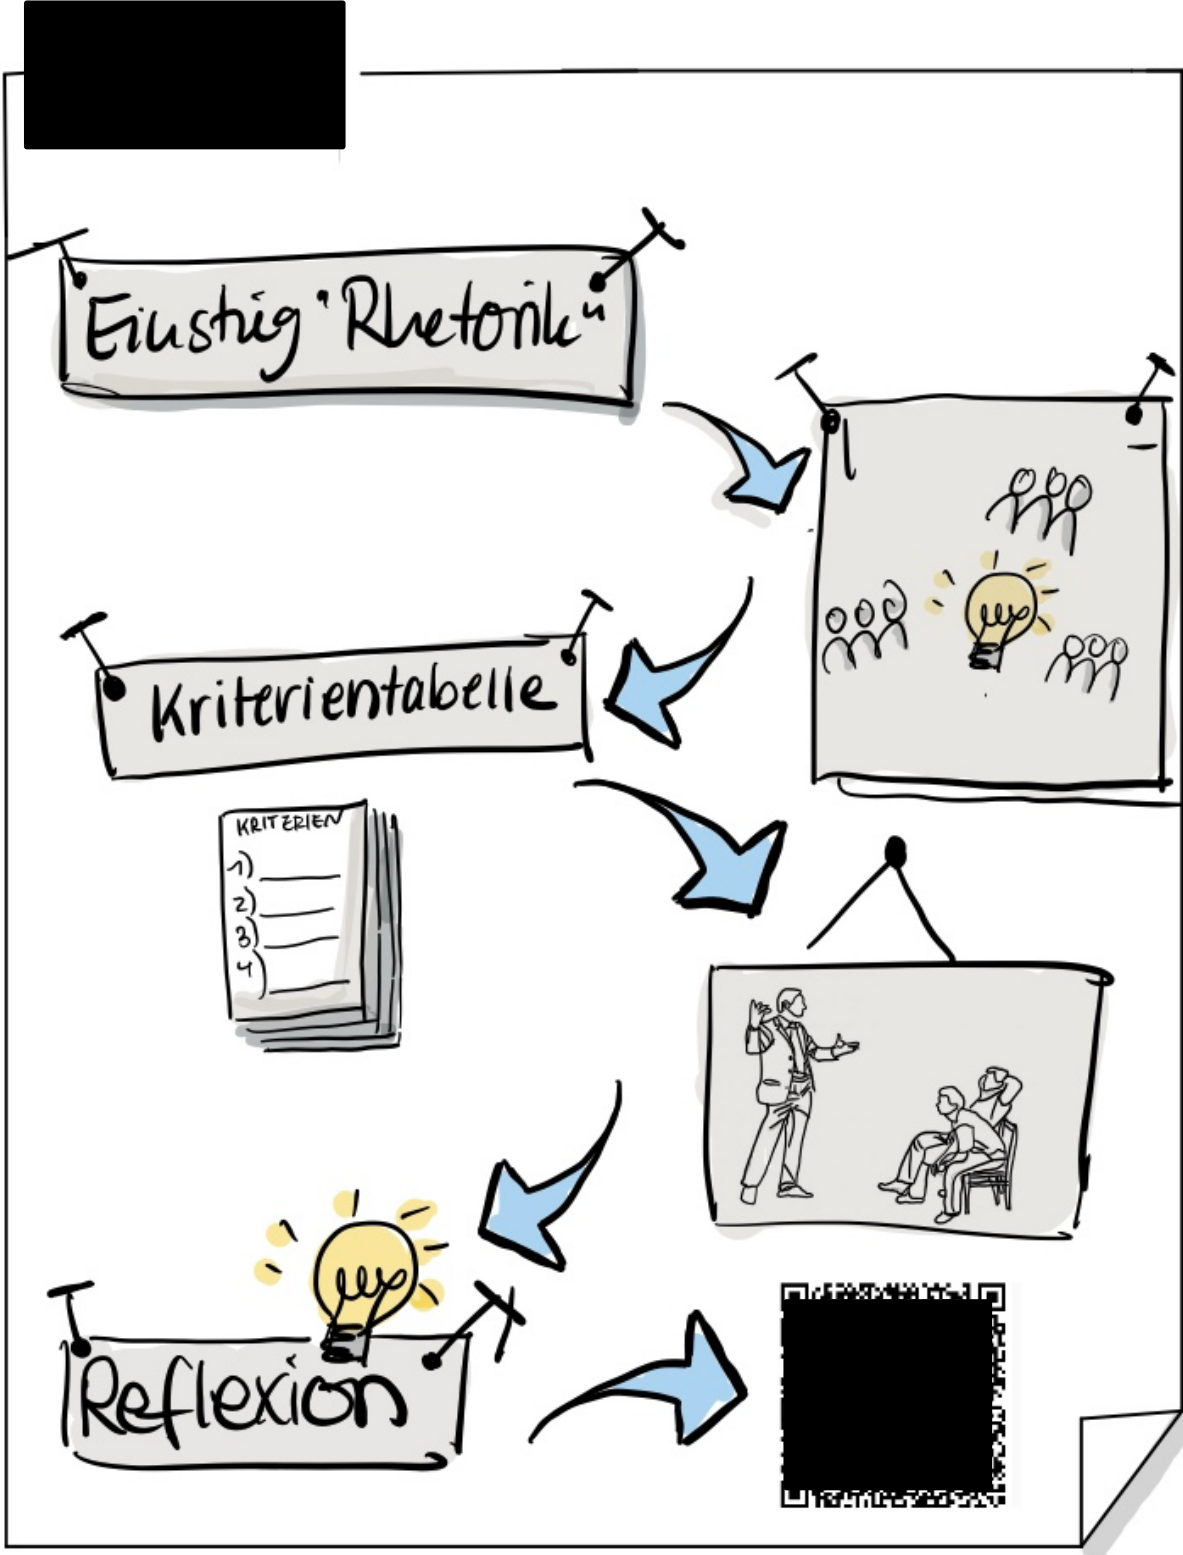 Einstieg "Rhetorik"
Kriterientabelle
KRITERIEN
1)
2)
3)
4)
Reflexion